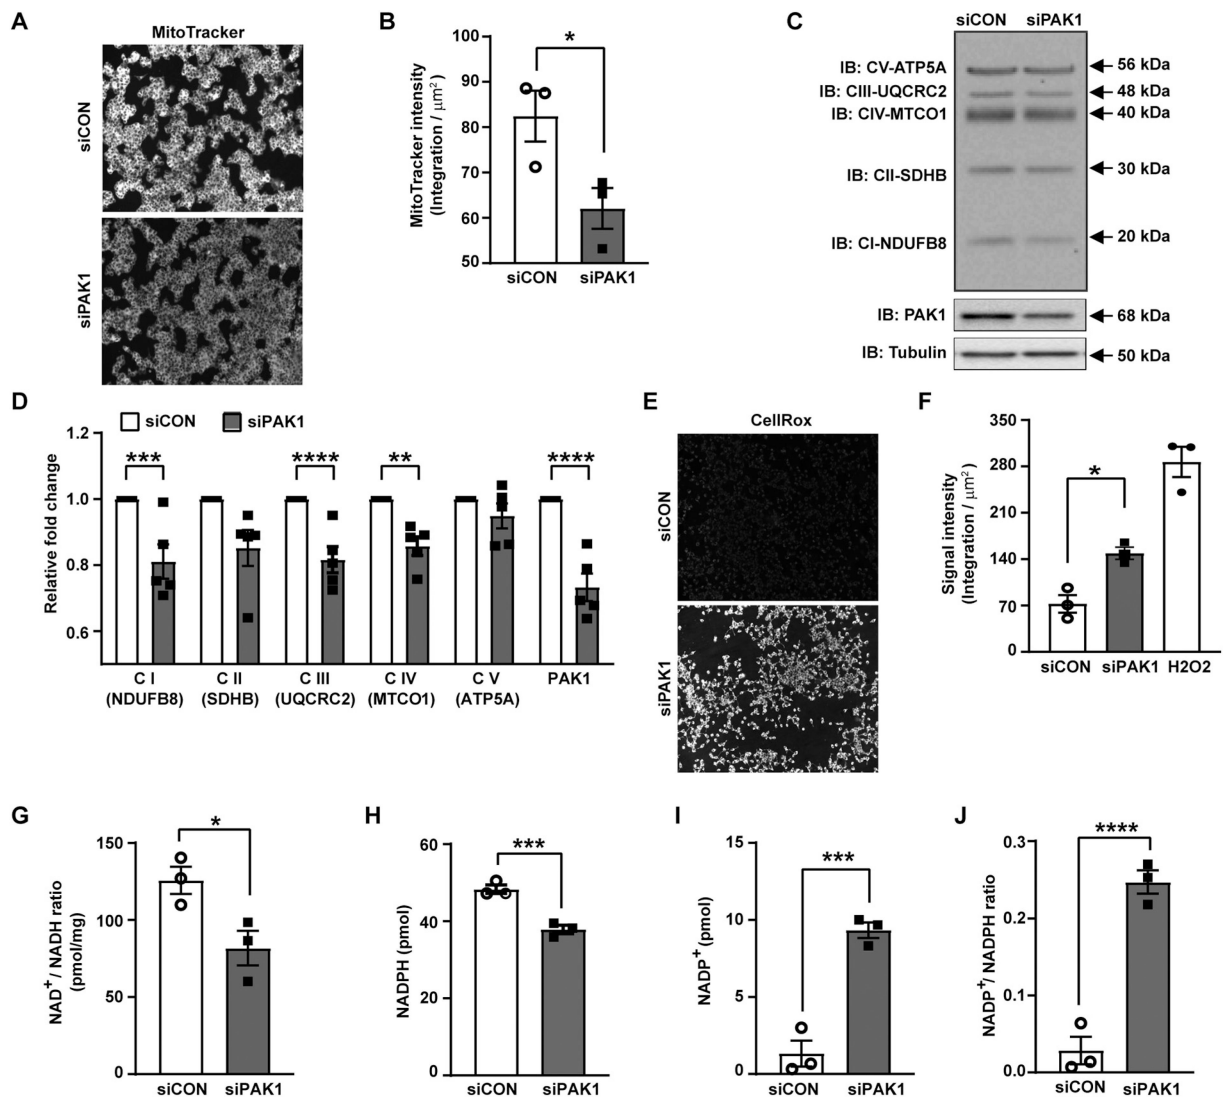 A
MitoTracker
siCON
siPAK1
B
MitoTracker intensity
(Integration / μm²)
100
90
80
70
60
50
*
siCON siPAK1
C
siCON siPAK1
IB: CV-ATP5A 56 kDa
IB: CIII-UQCRC2 48 kDa
IB: CIV-MTCO1 40 kDa
IB: CII-SDHB 30 kDa
IB: CI-NDUFB8 20 kDa
IB: PAK1 68 kDa
IB: Tubulin 50 kDa
D
siCON siPAK1
Relative fold change
1.2
1.0
0.8
0.6
*** **** ** ****
C I C II C III C IV C V PAK1
(NDUFB8) (SDHB) (UQCRC2) (MTCO1) (ATP5A)
E
CellRox
siCON
siPAK1
F
Signal intensity
(Integration / μm²)
350
280
210
140
70
0
*
siCON siPAK1 H2O2
G
NAD⁺/ NADH ratio
(pmol/mg)
150
100
50
0
*
siCON siPAK1
H
NADPH (pmol)
60
40
20
0
***
siCON siPAK1
I
NADP⁺ (pmol)
15
10
5
0
***
siCON siPAK1
J
NADP⁺/ NADPH ratio
0.3
0.2
0.1
0.0
****
siCON siPAK1